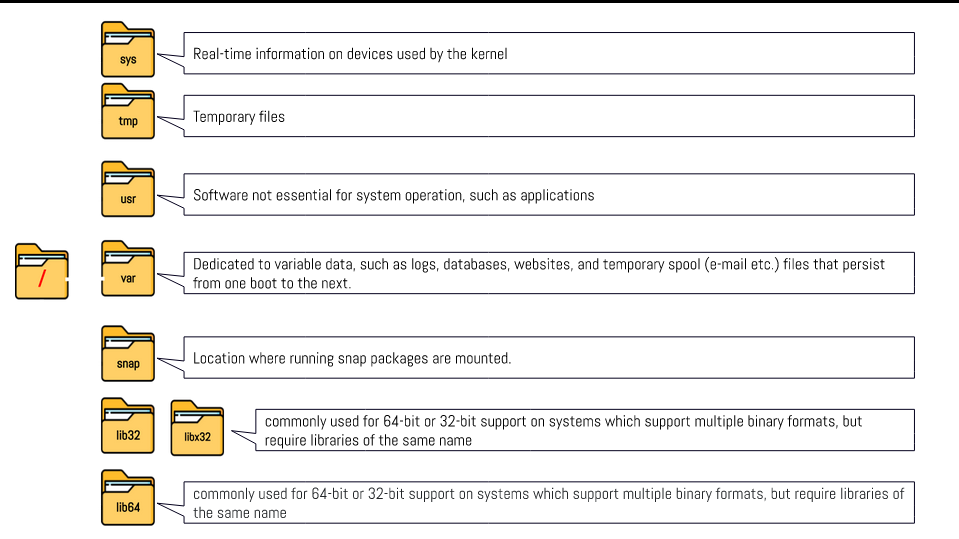 sys
Real-time information on devices used by the kernel
tmp
Temporary files
usr
Software not essential for system operation, such as applications
/
var
Dedicated to variable data, such as logs, databases, websites, and temporary spool (e-mail etc.) files that persist
from one boot to the next.
snap
Location where running snap packages are mounted.
lib32
libx32
commonly used for 64-bit or 32-bit support on systems which support multiple binary formats, but
require libraries of the same name
lib64
commonly used for 64-bit or 32-bit support on systems which support multiple binary formats, but require libraries of
the same name